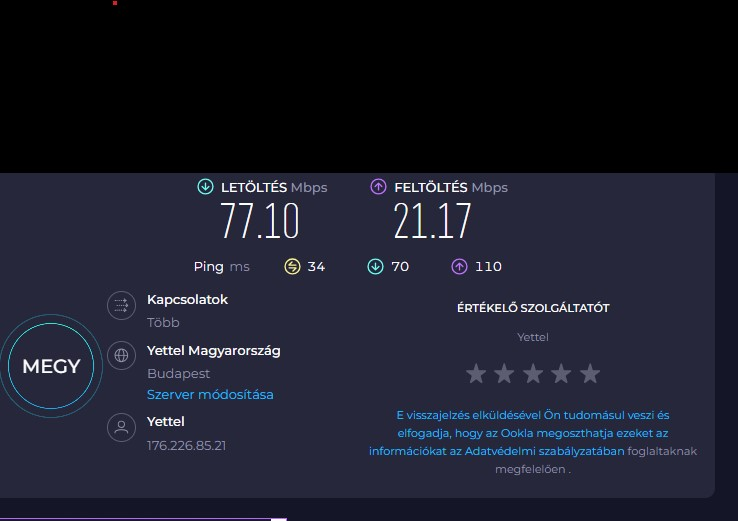 LETÖLTÉS Mbps
77.10
FELTÖLTÉS Mbps
21.17
Ping ms 34 70 110
MEGY
Kapcsolatok
Több
Yettel Magyarország
Budapest
Szerver módosítása
Yettel
176.226.85.21
ÉRTÉKELŐ SZOLGÁLTATÓT
Yettel
E visszajelzés elküldésével Ön tudomásul veszi és
elfogadja, hogy az Ookla megoszthatja ezeket az
információkat az Adatvédelmi szabályzatában foglaltaknak
megfelelően .